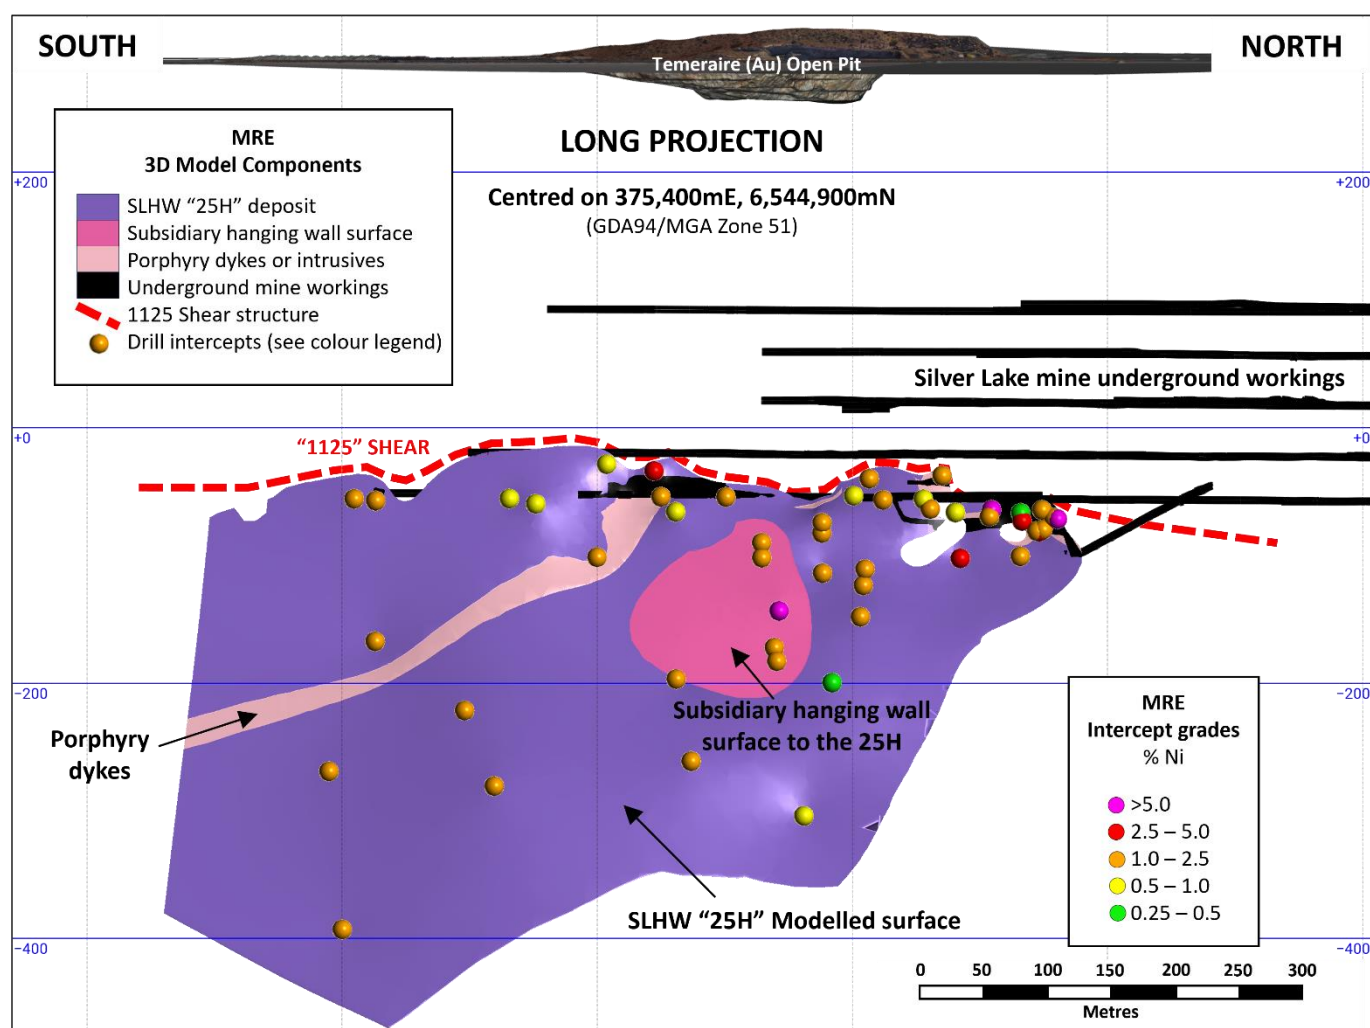 SOUTH
NORTH
Temeraire (Au) Open Pit
LONG PROJECTION
Centred on 375,400mE, 6,544,900mN
(GDA94/MGA Zone 51)
MRE
3D Model Components
SLHW “25H” deposit
Subsidiary hanging wall surface
Porphyry dykes or intrusives
Underground mine workings
1125 Shear structure
Drill intercepts (see colour legend)
+200
+200
Silver Lake mine underground workings
+0
+0
“1125” SHEAR
−200
−200
Porphyry
dykes
Subsidiary hanging wall
surface to the 25H
SLHW “25H” Modelled surface
MRE
Intercept grades
% Ni
>5.0
2.5 – 5.0
1.0 – 2.5
0.5 – 1.0
0.25 – 0.5
−400
−400
0 50 100 150 200 250 300
Metres